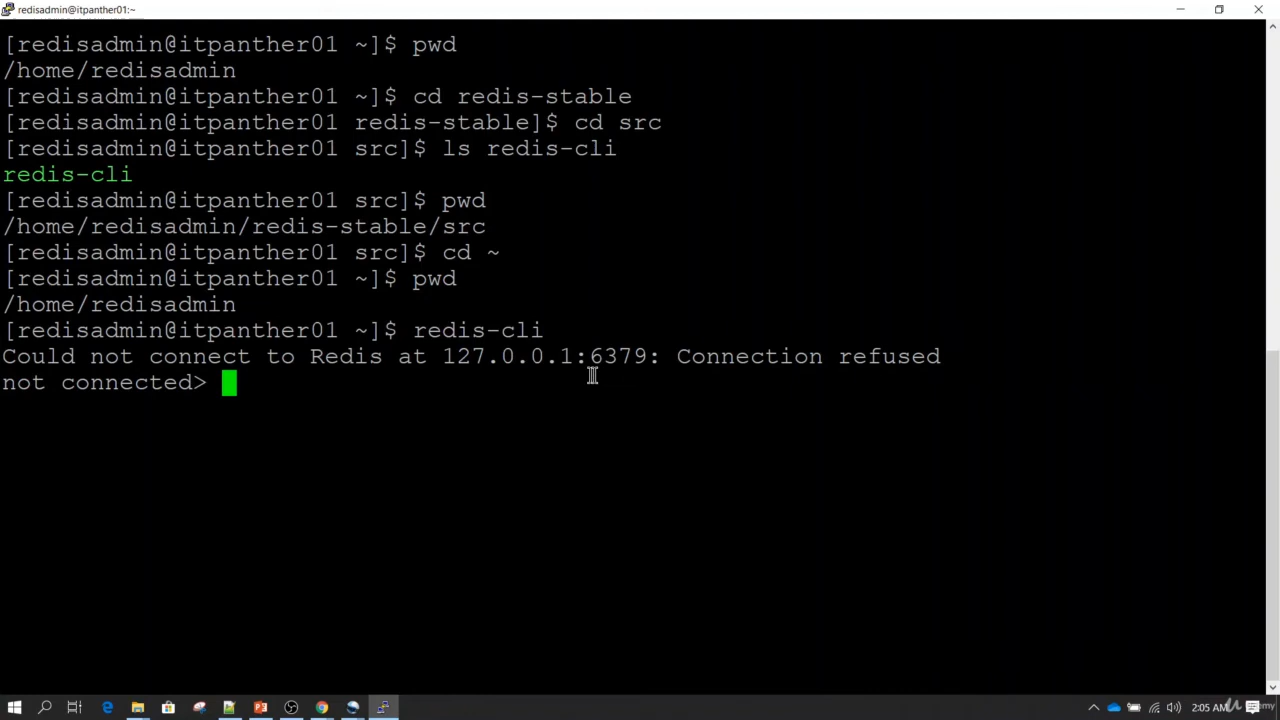 redisadmin@itpanther01:~
[redisadmin@itpanther01 ~]$ pwd
/home/redisadmin
[redisadmin@itpanther01 ~]$ cd redis-stable
[redisadmin@itpanther01 redis-stable]$ cd src
[redisadmin@itpanther01 src]$ ls redis-cli
redis-cli
[redisadmin@itpanther01 src]$ pwd
/home/redisadmin/redis-stable/src
[redisadmin@itpanther01 src]$ cd ~
[redisadmin@itpanther01 ~]$ pwd
/home/redisadmin
[redisadmin@itpanther01 ~]$ redis-cli
Could not connect to Redis at 127.0.0.1:6379: Connection refused
not connected>
2:05 AM